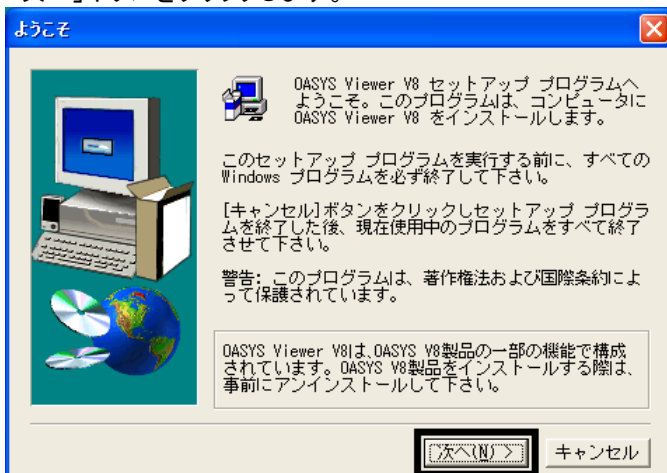 ようこそ
OASYS Viewer V8 セットアップ プログラムへ
ようこそ。このプログラムは、コンピュータに
OASYS Viewer V8 をインストールします。
このセットアップ プログラムを実行する前に、すべての
Windows プログラムを必ず終了して下さい。
[キャンセル]ボタンをクリックしセットアップ プログラ
ムを終了した後、現在使用中のプログラムをすべて終了
させて下さい。
警告: このプログラムは、著作権法および国際条約によ
って保護されています。
OASYS Viewer V8は、OASYS V8製品の一部の機能で構成
されています。OASYS V8製品をインストールする際は、
事前にアンインストールして下さい。
次へ(N) >
キャンセル